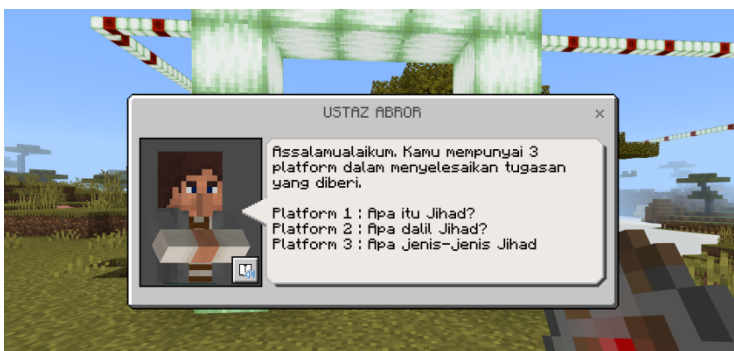 USTAZ ABROR
Assalamualaikum. Kamu mempunyai 3
platform dalam menyelesaikan tugasan
yang diberi.
Platform 1 : Apa itu Jihad?
Platform 2 : Apa dalil Jihad?
Platform 3 : Apa jenis-jenis Jihad